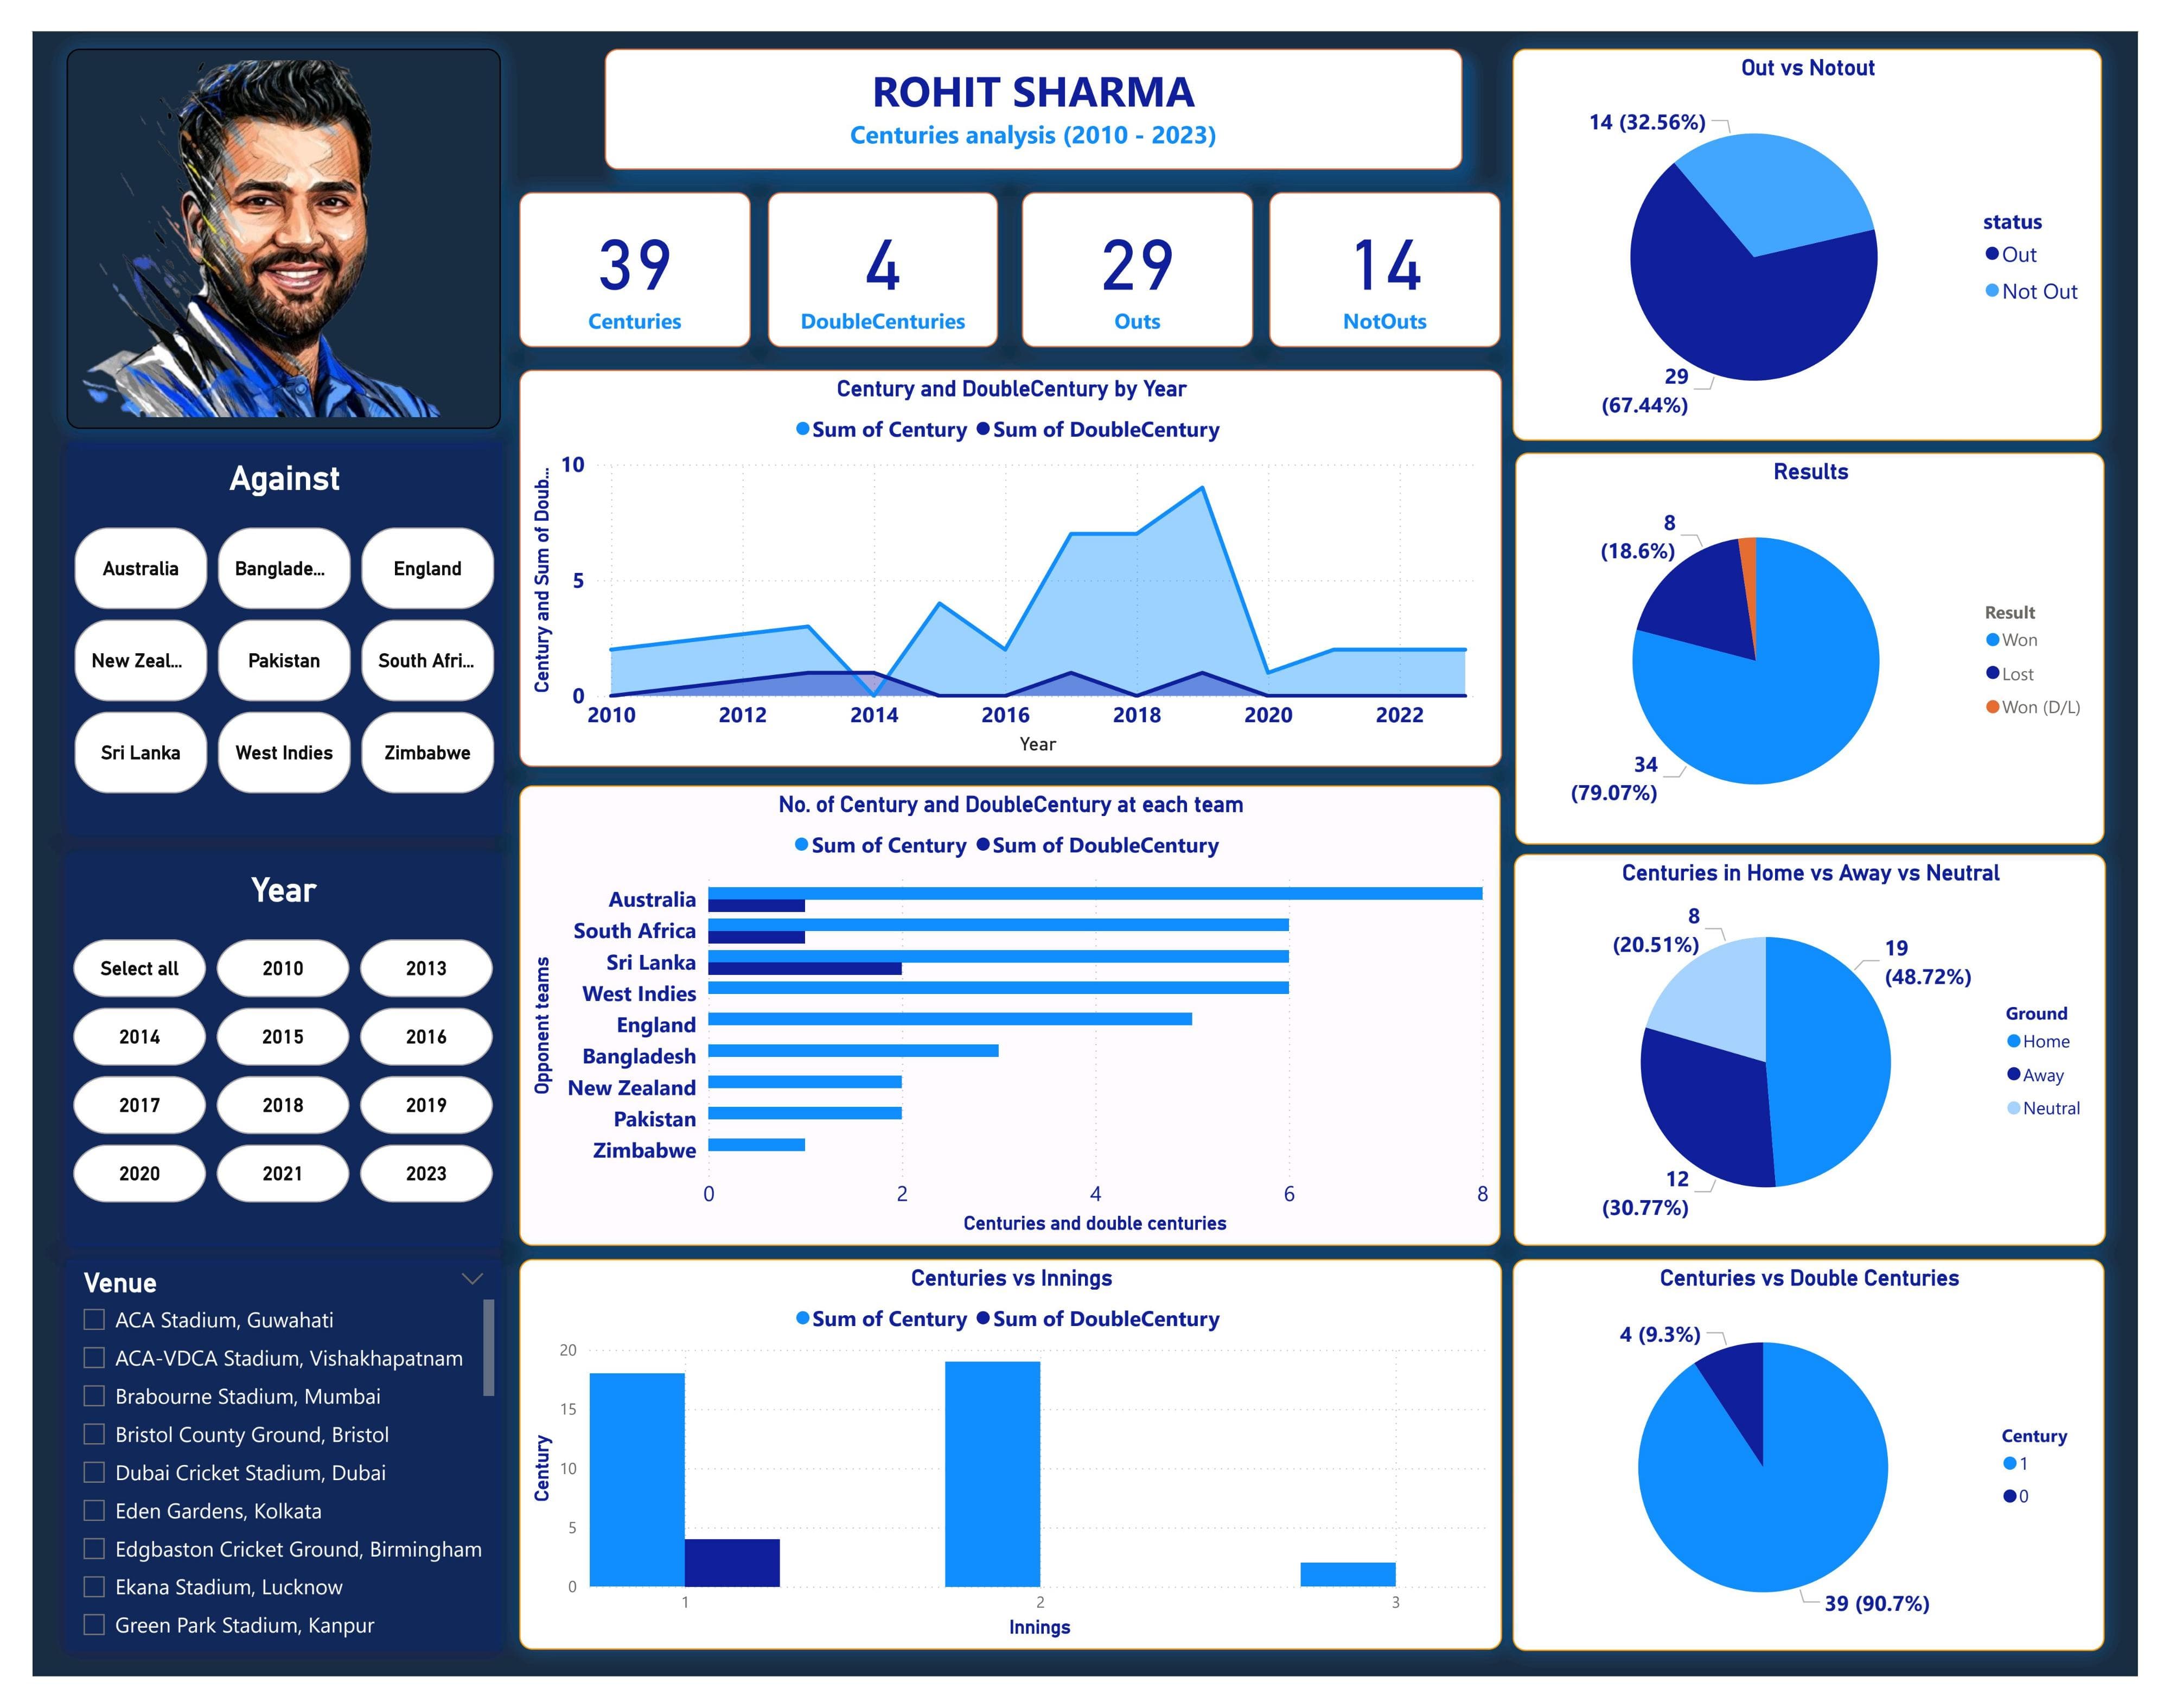 ROHIT SHARMA
Centuries analysis (2010 - 2023)
39
Centuries
4
DoubleCenturies
29
Outs
14
NotOuts
Against
Australia
Banglade...
England
New Zeal...
Pakistan
South Afri...
Sri Lanka
West Indies
Zimbabwe
Year
Select all
2010
2013
2014
2015
2016
2017
2018
2019
2020
2021
2023
Venue
ACA Stadium, Guwahati
ACA-VDCA Stadium, Vishakhapatnam
Brabourne Stadium, Mumbai
Bristol County Ground, Bristol
Dubai Cricket Stadium, Dubai
Eden Gardens, Kolkata
Edgbaston Cricket Ground, Birmingham
Ekana Stadium, Lucknow
Green Park Stadium, Kanpur
Century and DoubleCentury by Year
Sum of Century Sum of DoubleCentury
Century and Sum of Doub...
10
5
0
2010 2012 2014 2016 2018 2020 2022
Year
No. of Century and DoubleCentury at each team
Sum of Century Sum of DoubleCentury
Opponent teams
Australia
South Africa
Sri Lanka
West Indies
England
Bangladesh
New Zealand
Pakistan
Zimbabwe
0 2 4 6 8
Centuries and double centuries
Centuries vs Innings
Sum of Century Sum of DoubleCentury
Century
20
15
10
5
0
1 2 3
Innings
Out vs Notout
14 (32.56%)
29
(67.44%)
status
Out
Not Out
Results
8
(18.6%)
34
(79.07%)
Result
Won
Lost
Won (D/L)
Centuries in Home vs Away vs Neutral
8
(20.51%)
19
(48.72%)
12
(30.77%)
Ground
Home
Away
Neutral
Centuries vs Double Centuries
4 (9.3%)
39 (90.7%)
Century
1
0